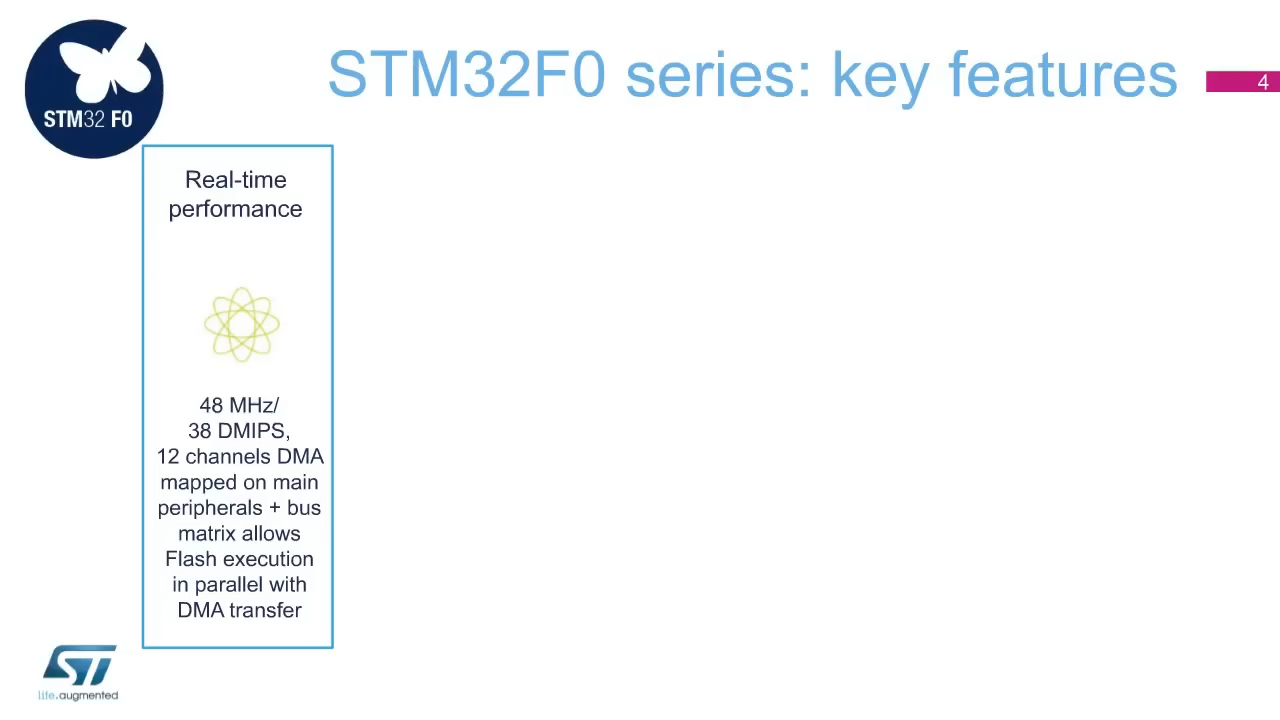 STM32F0 series: key features
4
STM32 F0
Real-time
performance
48 MHz/
38 DMIPS,
12 channels DMA
mapped on main
peripherals + bus
matrix allows
Flash execution
in parallel with
DMA transfer
ST
life.augmented